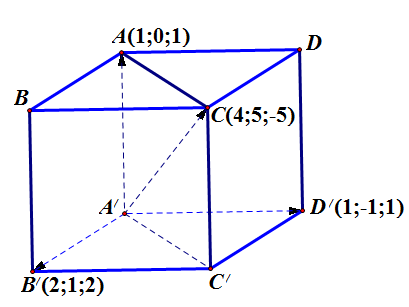 A(1;0;1)
D
B
C(4;5;-5)
A′
D′(1;-1;1)
B′(2;1;2)
C′